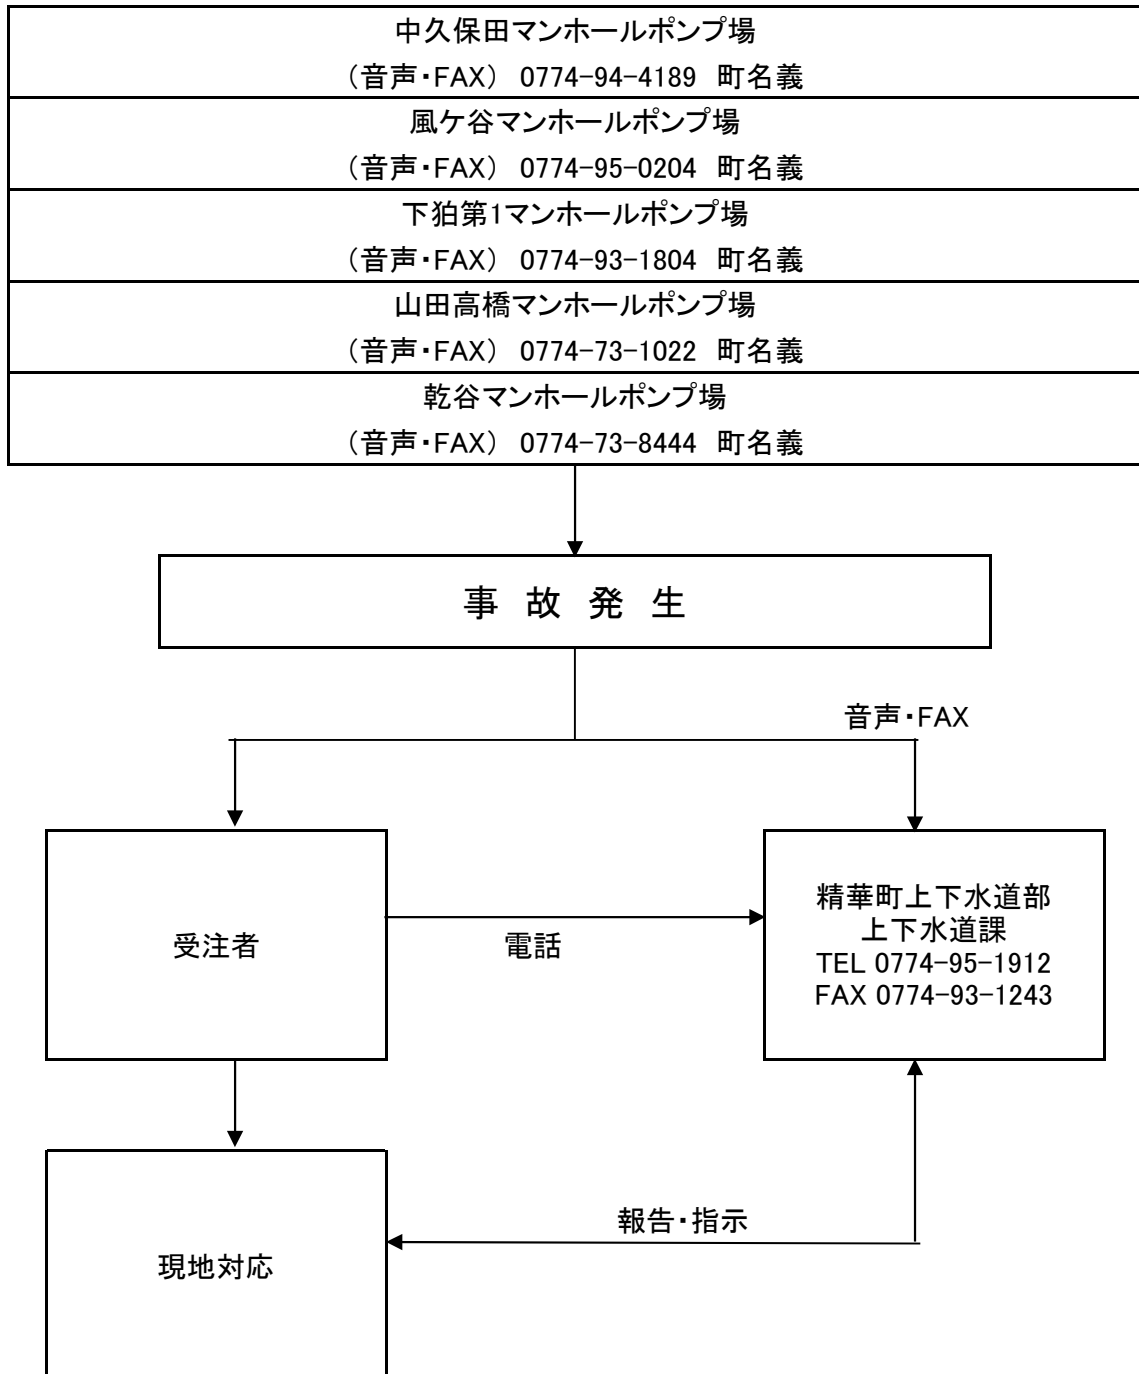 中久保田マンホールポンプ場
（音声・FAX） 0774-94-4189 町名義
風ケ谷マンホールポンプ場
（音声・FAX） 0774-95-0204 町名義
下狛第1マンホールポンプ場
（音声・FAX） 0774-93-1804 町名義
山田高橋マンホールポンプ場
（音声・FAX） 0774-73-1022 町名義
乾谷マンホールポンプ場
（音声・FAX） 0774-73-8444 町名義
事 故 発 生
音声・FAX
受注者
電話
精華町上下水道部
上下水道課
TEL 0774-95-1912
FAX 0774-93-1243
報告・指示
現地対応